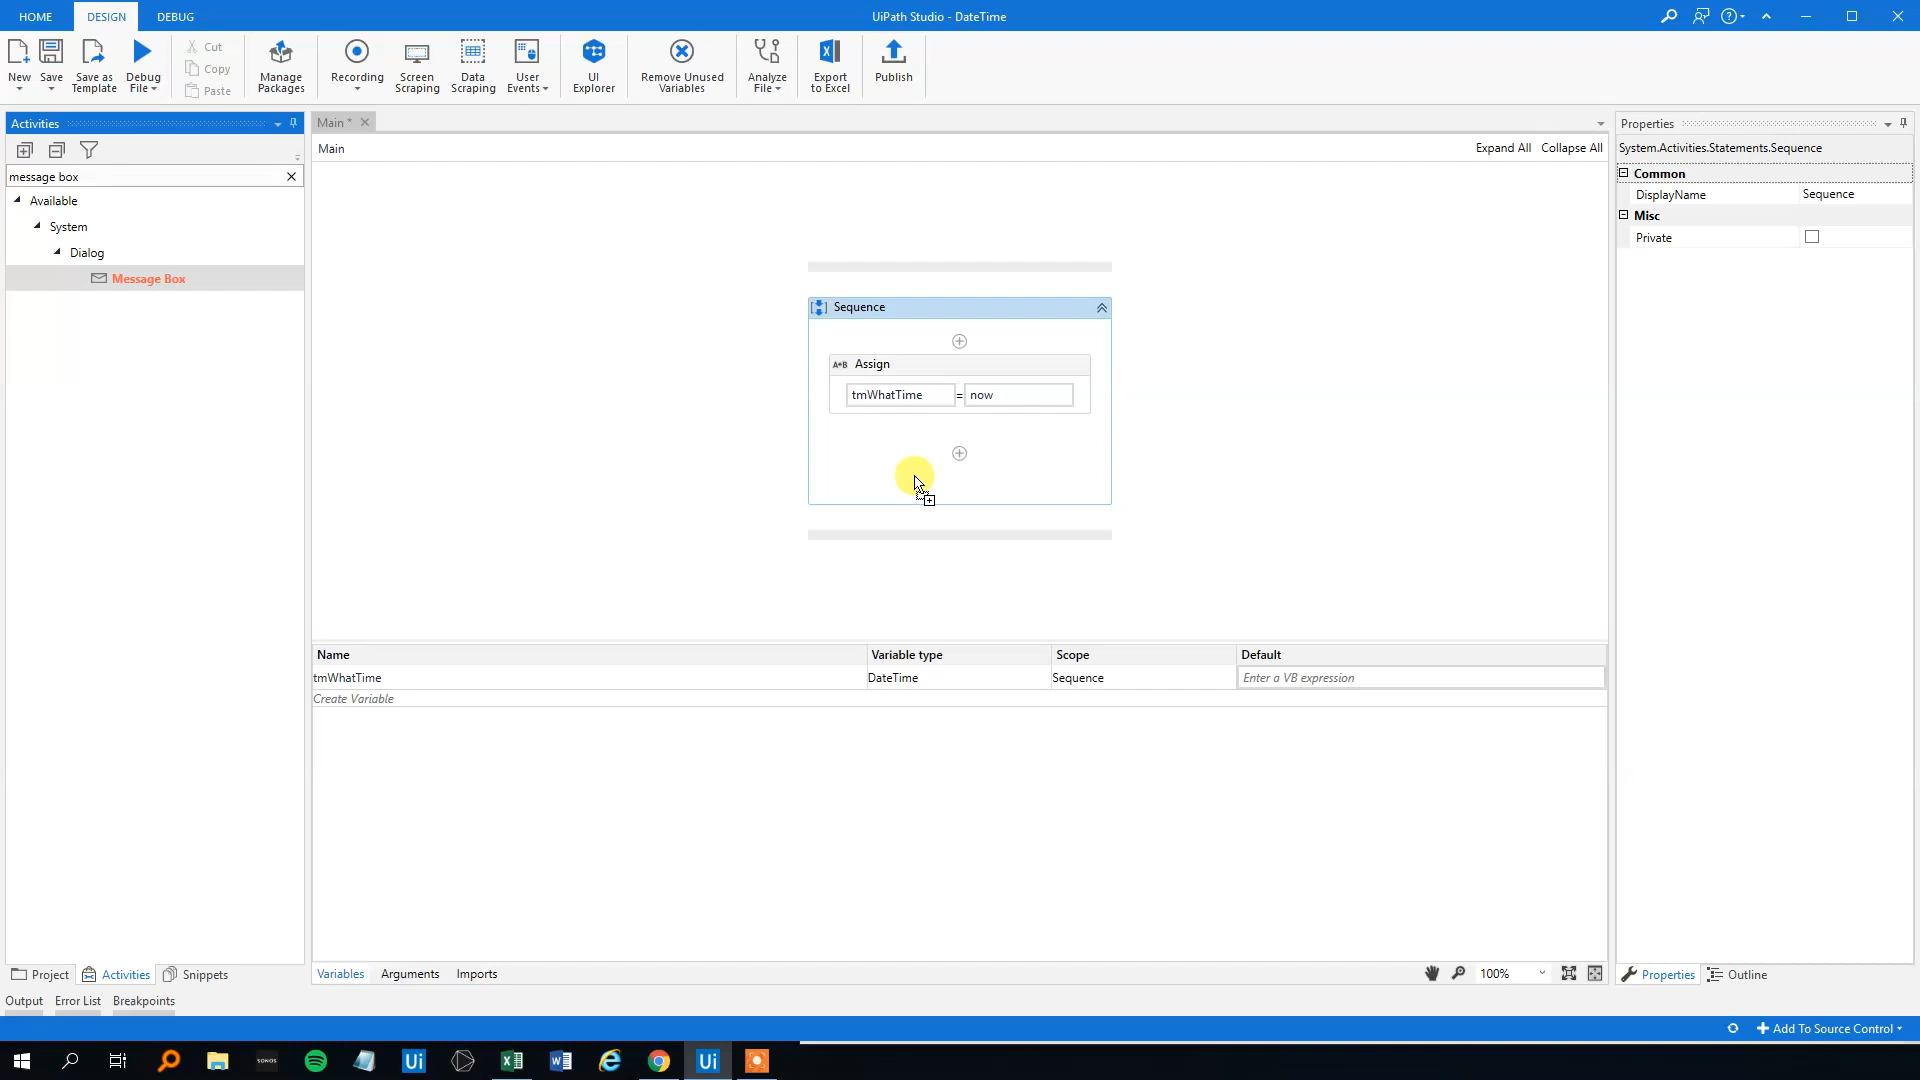 HOME DESIGN DEBUG UiPath Studio - DateTime
New Save Save as Template Debug File
Cut
Copy
Paste
Manage Packages Recording Screen Scraping Data Scraping User Events UI Explorer Remove Unused Variables Analyze File Export to Excel Publish
Activities
message box
Available
System
Dialog
Message Box
Main *
Main Expand All Collapse All
Sequence
A+B Assign
tmWhatTime = now
Name Variable type Scope Default
tmWhatTime DateTime Sequence Enter a VB expression
Create Variable
Variables Arguments Imports 100%
Properties
System.Activities.Statements.Sequence
Common
DisplayName Sequence
Misc
Private
Project Activities Snippets
Properties Outline
Output Error List Breakpoints
Add To Source Control
SONOS Ui Ui